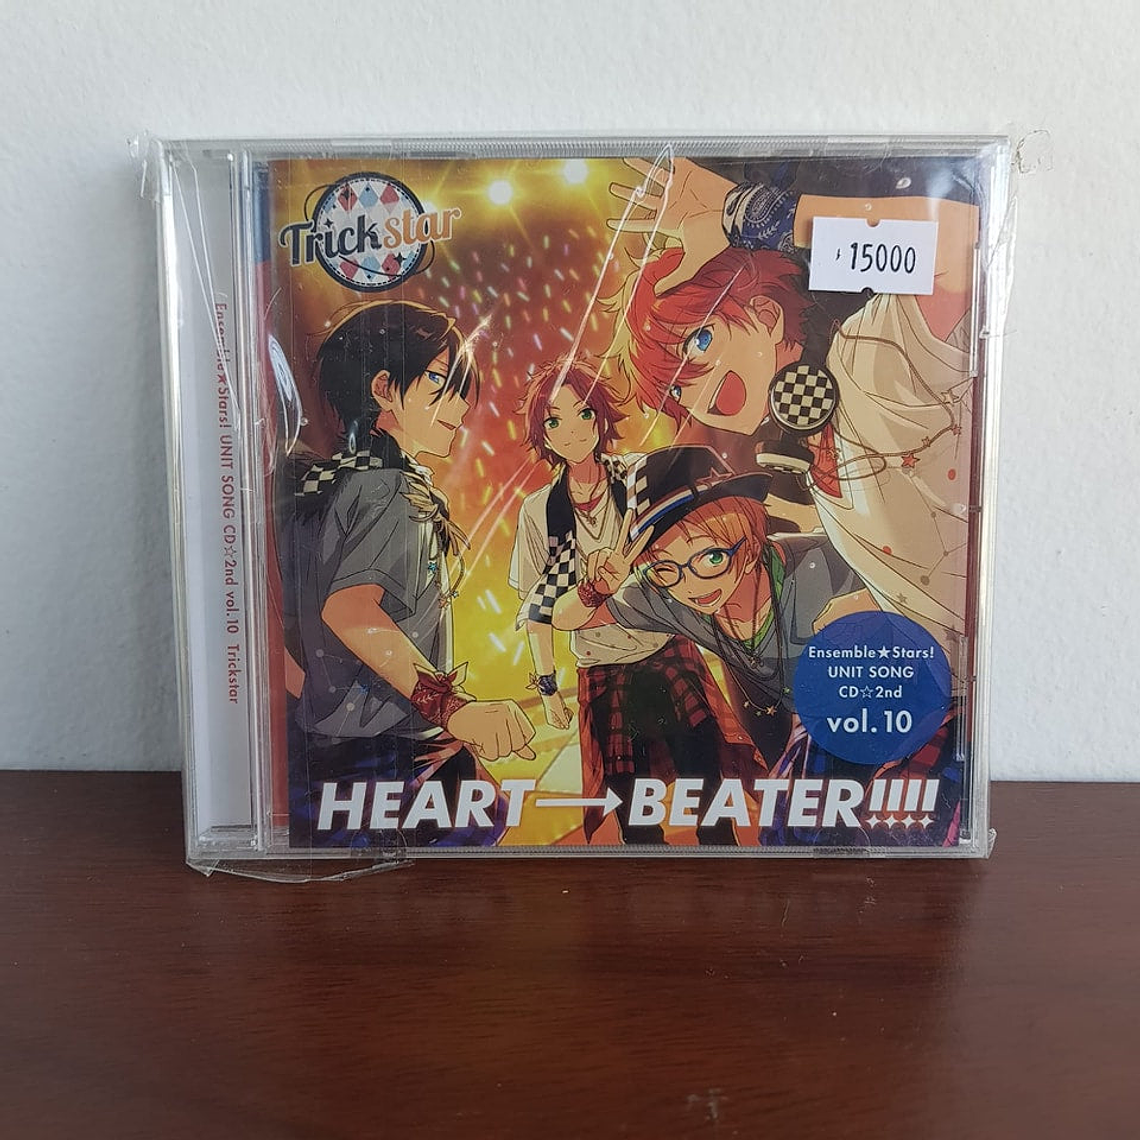 Trickstar
15000
Ensemble★Stars! UNIT SONG CD☆2nd vol.10 Trickstar
Ensemble★Stars!
UNIT SONG
CD☆2nd
vol.10
HEART→BEATER!!!!